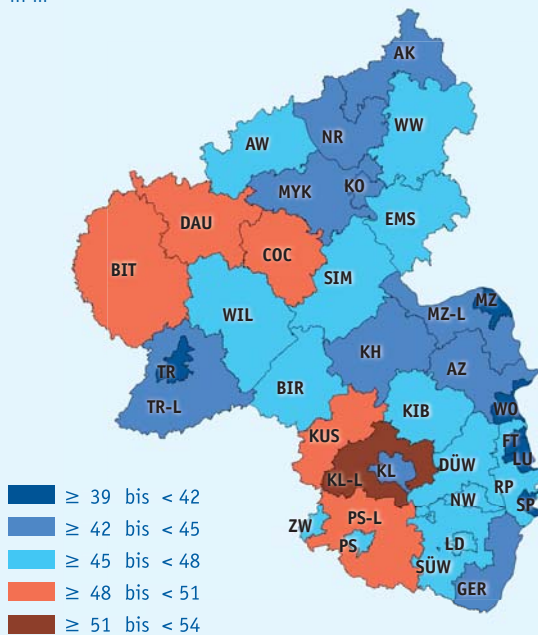 AK
NR
WW
AW
MYK
KO
EMS
DAU
COC
BIT
SIM
WIL
MZ
MZ-L
KH
AZ
TR
TR-L
BIR
WO
KIB
KUS
FT
LU
DÜW
KL
KL-L
RP
NW
SP
PS-L
ZW
PS
LD
SÜW
GER
≥ 39 bis < 42
≥ 42 bis < 45
≥ 45 bis < 48
≥ 48 bis < 51
≥ 51 bis < 54